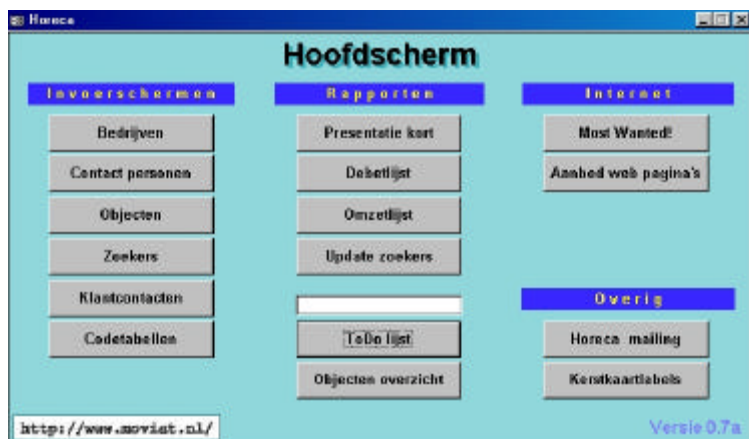 Horeca
Hoofdscherm
Invoerschermen
Bedrijven
Contact personen
Objecten
Zoekers
Klantcontacten
Codetabellen
Rapporten
Presentatie kort
Debetlijst
Omzetlijst
Update zoekers
ToDo lijst
Objecten overzicht
Internet
Most Wanted!
Aanbod web pagina's
Overig
Horeca mailing
Kerstkaartlabels
http://www.moviat.nl/
Versie 0.7a